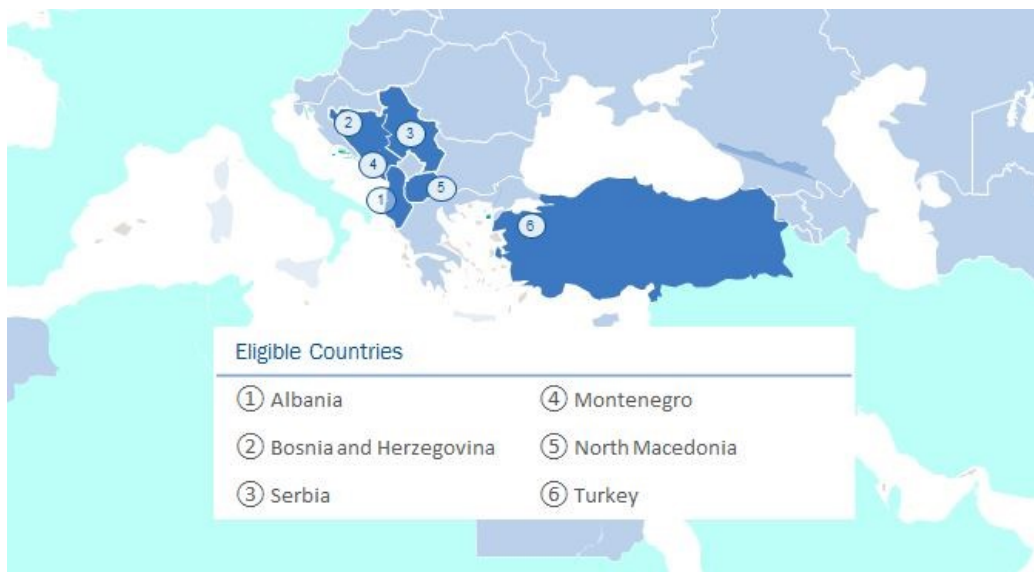 2
3
4
5
1
6
Eligible Countries
1 Albania
4 Montenegro
2 Bosnia and Herzegovina
5 North Macedonia
3 Serbia
6 Turkey